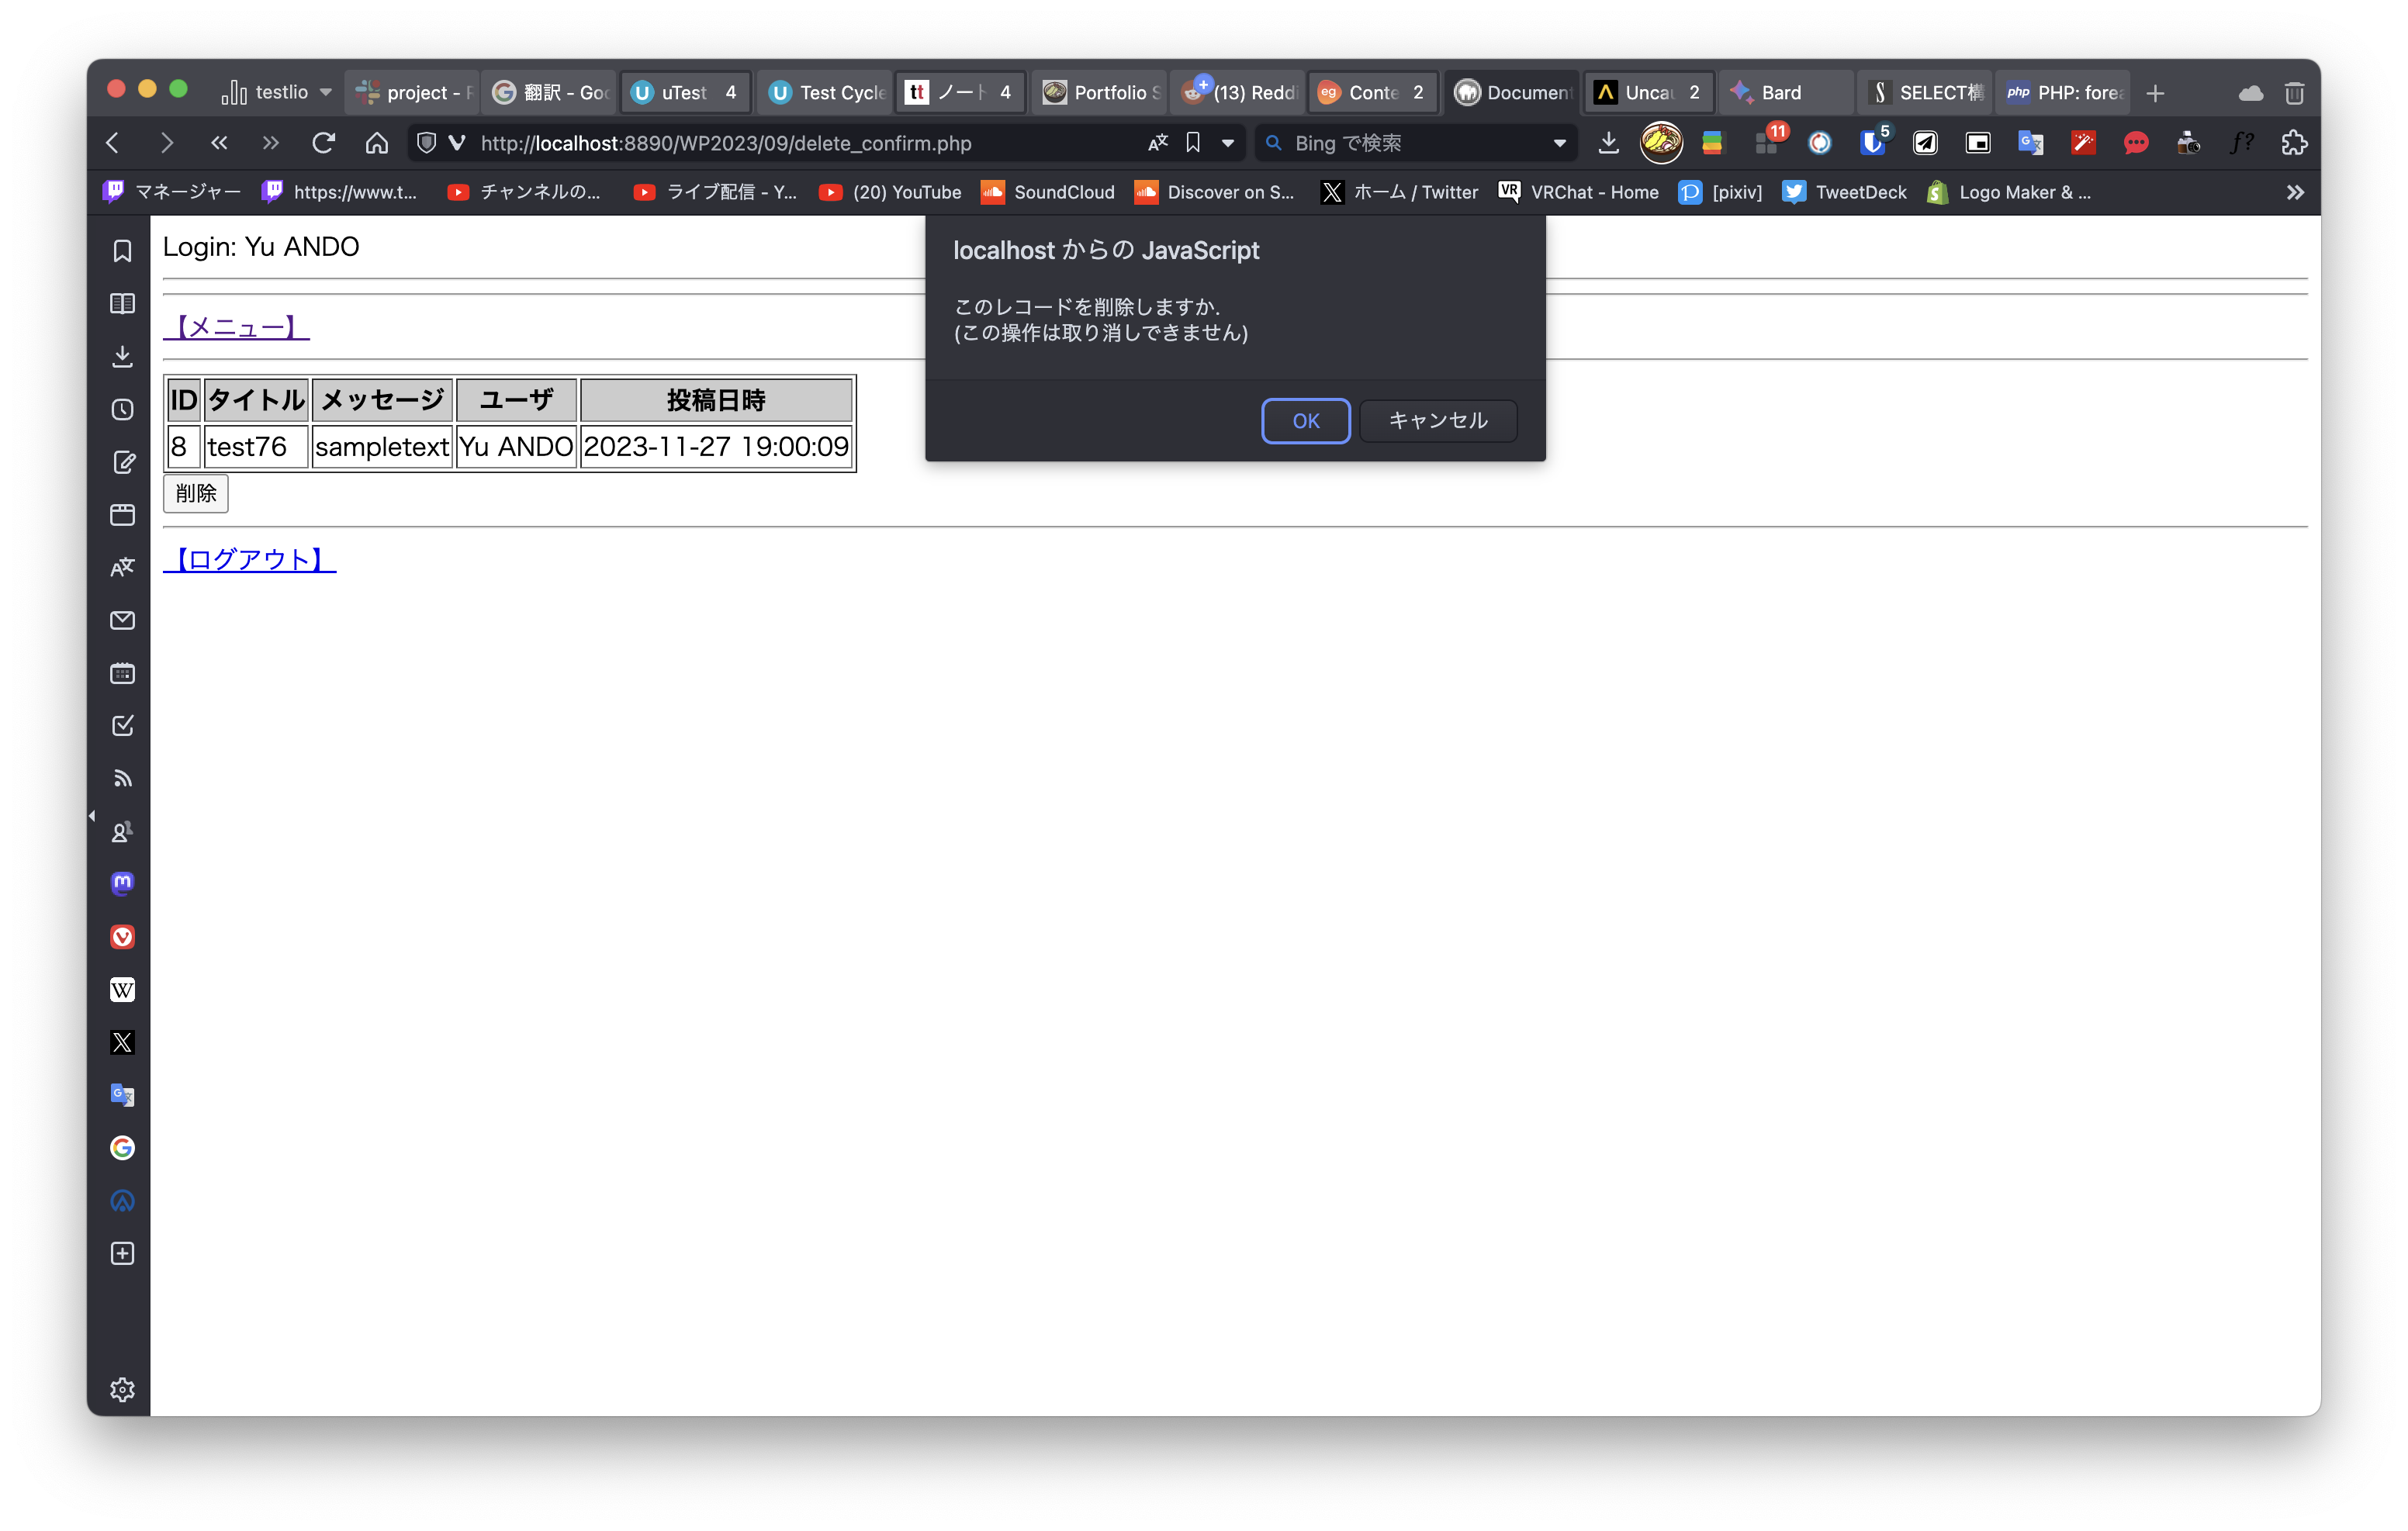 testlio project - F 翻訳 - Goo uTest 4 Test Cycle tt ノート 4 Portfolio S (13) Reddi eg Conte 2 Document Uncau 2 Bard SELECT構 php PHP: forea
http://localhost:8890/WP2023/09/delete_confirm.php Bing で検索 11 5 f?
マネージャー https://www.t... チャンネルの... ライブ配信 - Y... (20) YouTube SoundCloud Discover on S... ホーム / Twitter VR VRChat - Home [pixiv] TweetDeck Logo Maker & ...
Login: Yu ANDO
localhost からの JavaScript
このレコードを削除しますか.
(この操作は取り消しできません)
OK キャンセル
【メニュー】
ID タイトル メッセージ ユーザ 投稿日時
8 test76 sampletext Yu ANDO 2023-11-27 19:00:09
削除
【ログアウト】